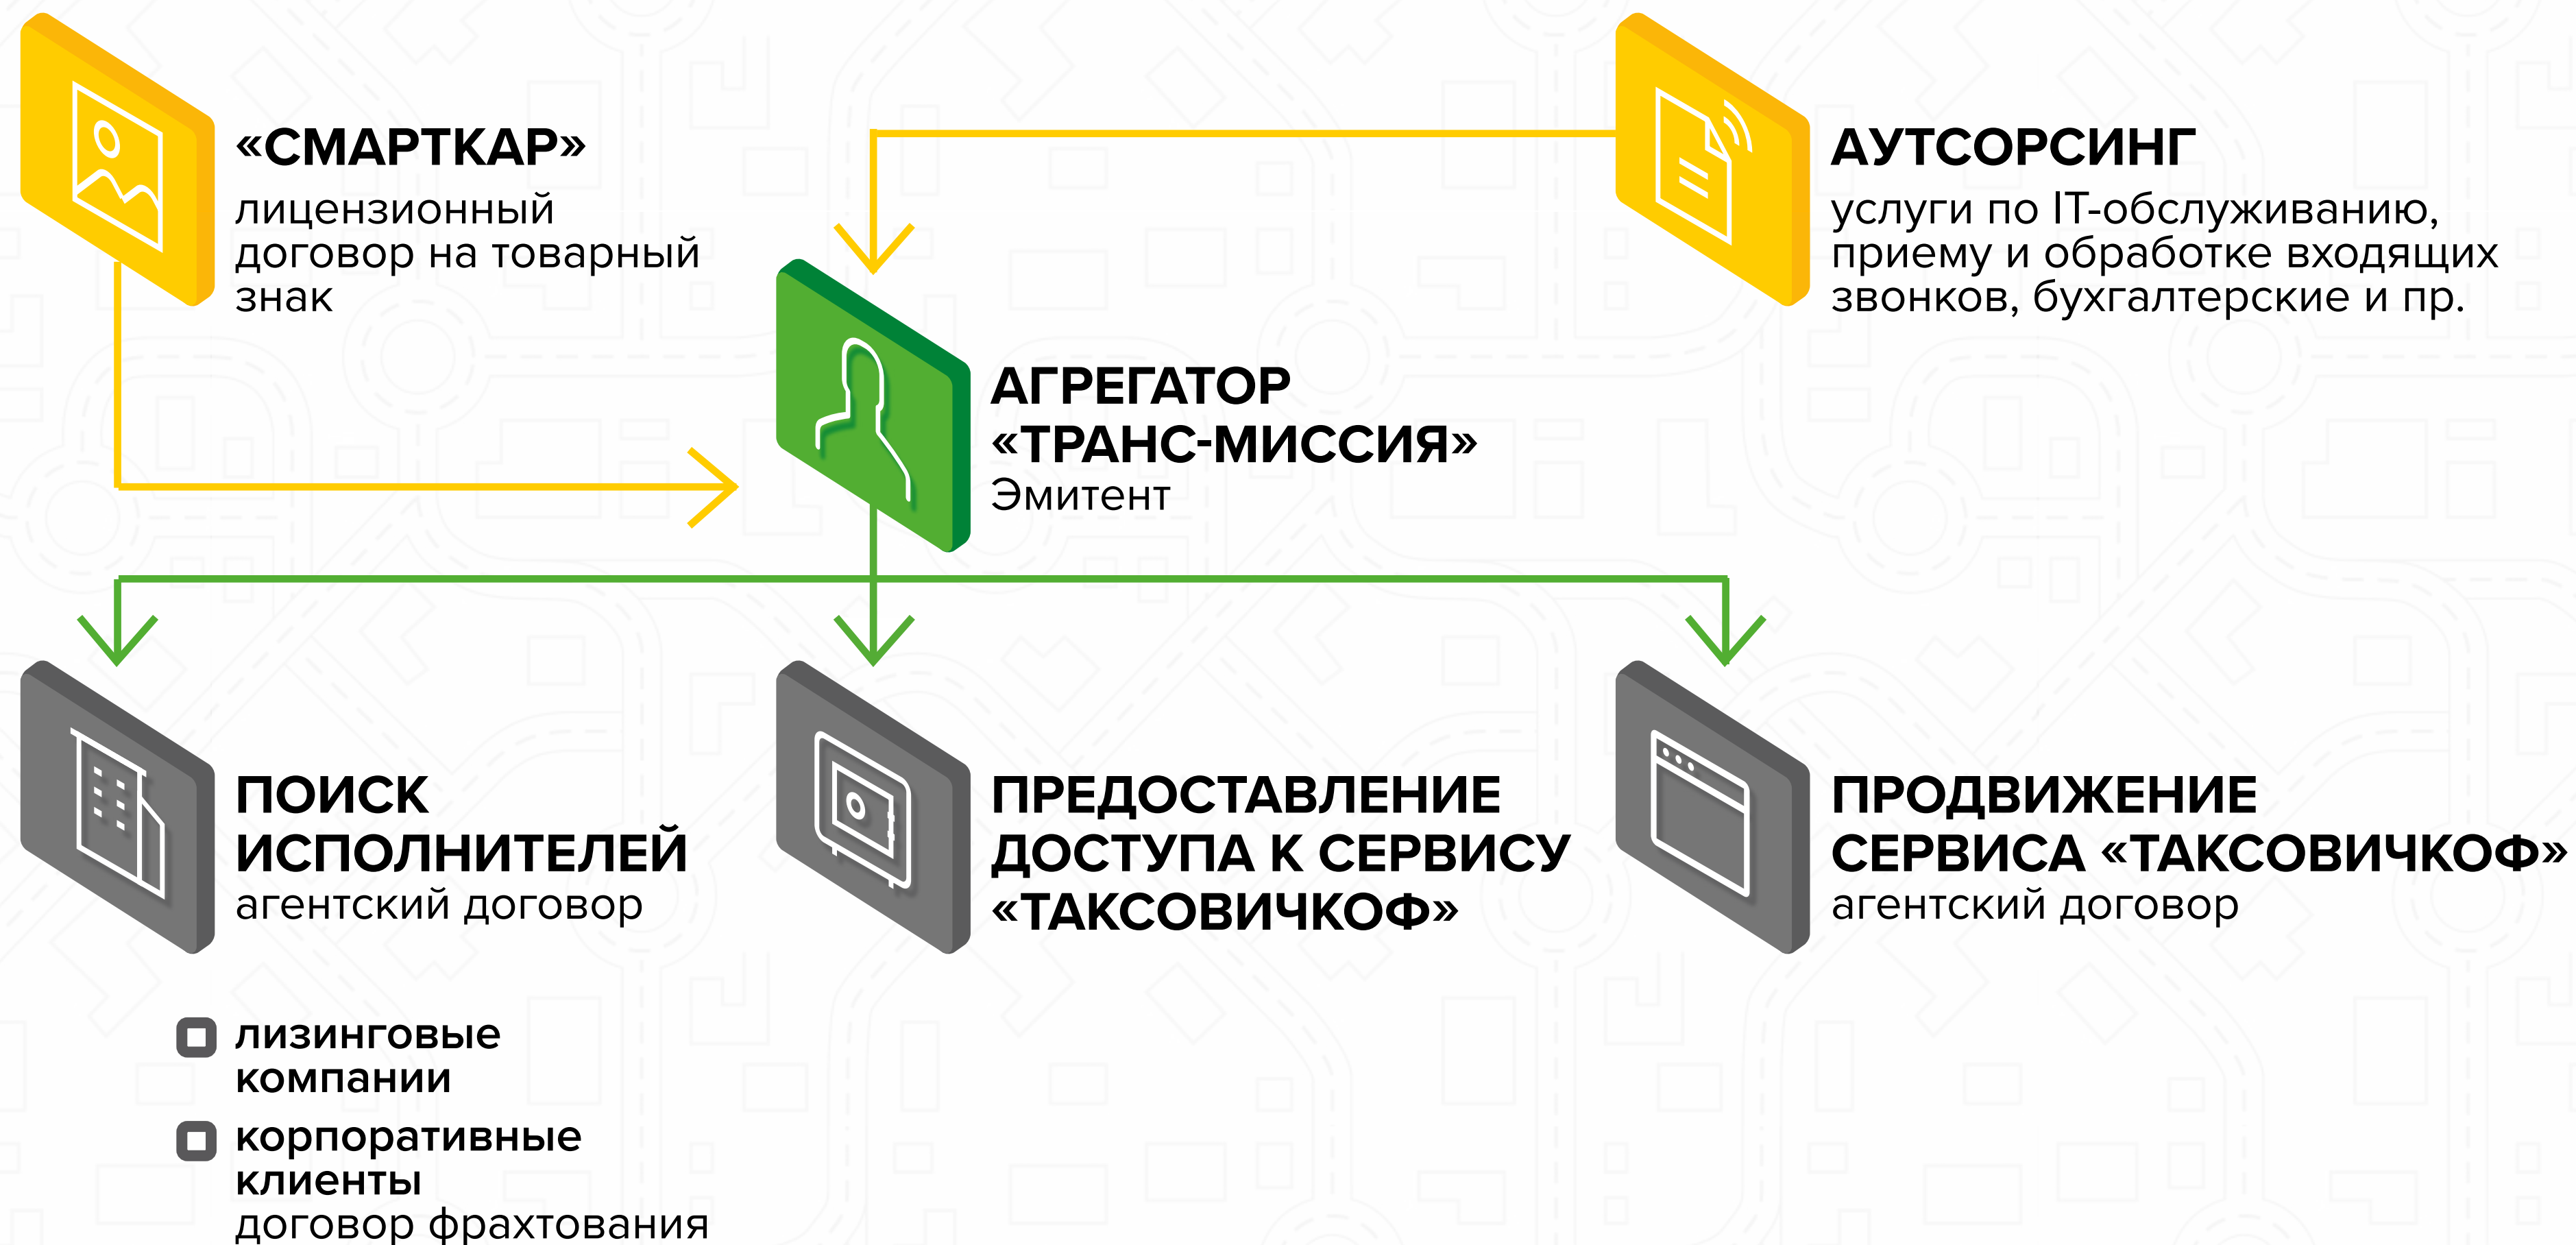 «СМАРТКАР»
лицензионный
договор на товарный
знак
АУТСОРСИНГ
услуги по IT-обслуживанию,
приему и обработке входящих
звонков, бухгалтерские и пр.
АГРЕГАТОР
«ТРАНС-МИССИЯ»
Эмитент
ПОИСК
ИСПОЛНИТЕЛЕЙ
агентский договор
лизинговые
компании
корпоративные
клиенты
договор фрахтования
ПРЕДОСТАВЛЕНИЕ
ДОСТУПА К СЕРВИСУ
«ТАКСОВИЧКОФ»
ПРОДВИЖЕНИЕ
СЕРВИСА «ТАКСОВИЧКОФ»
агентский договор